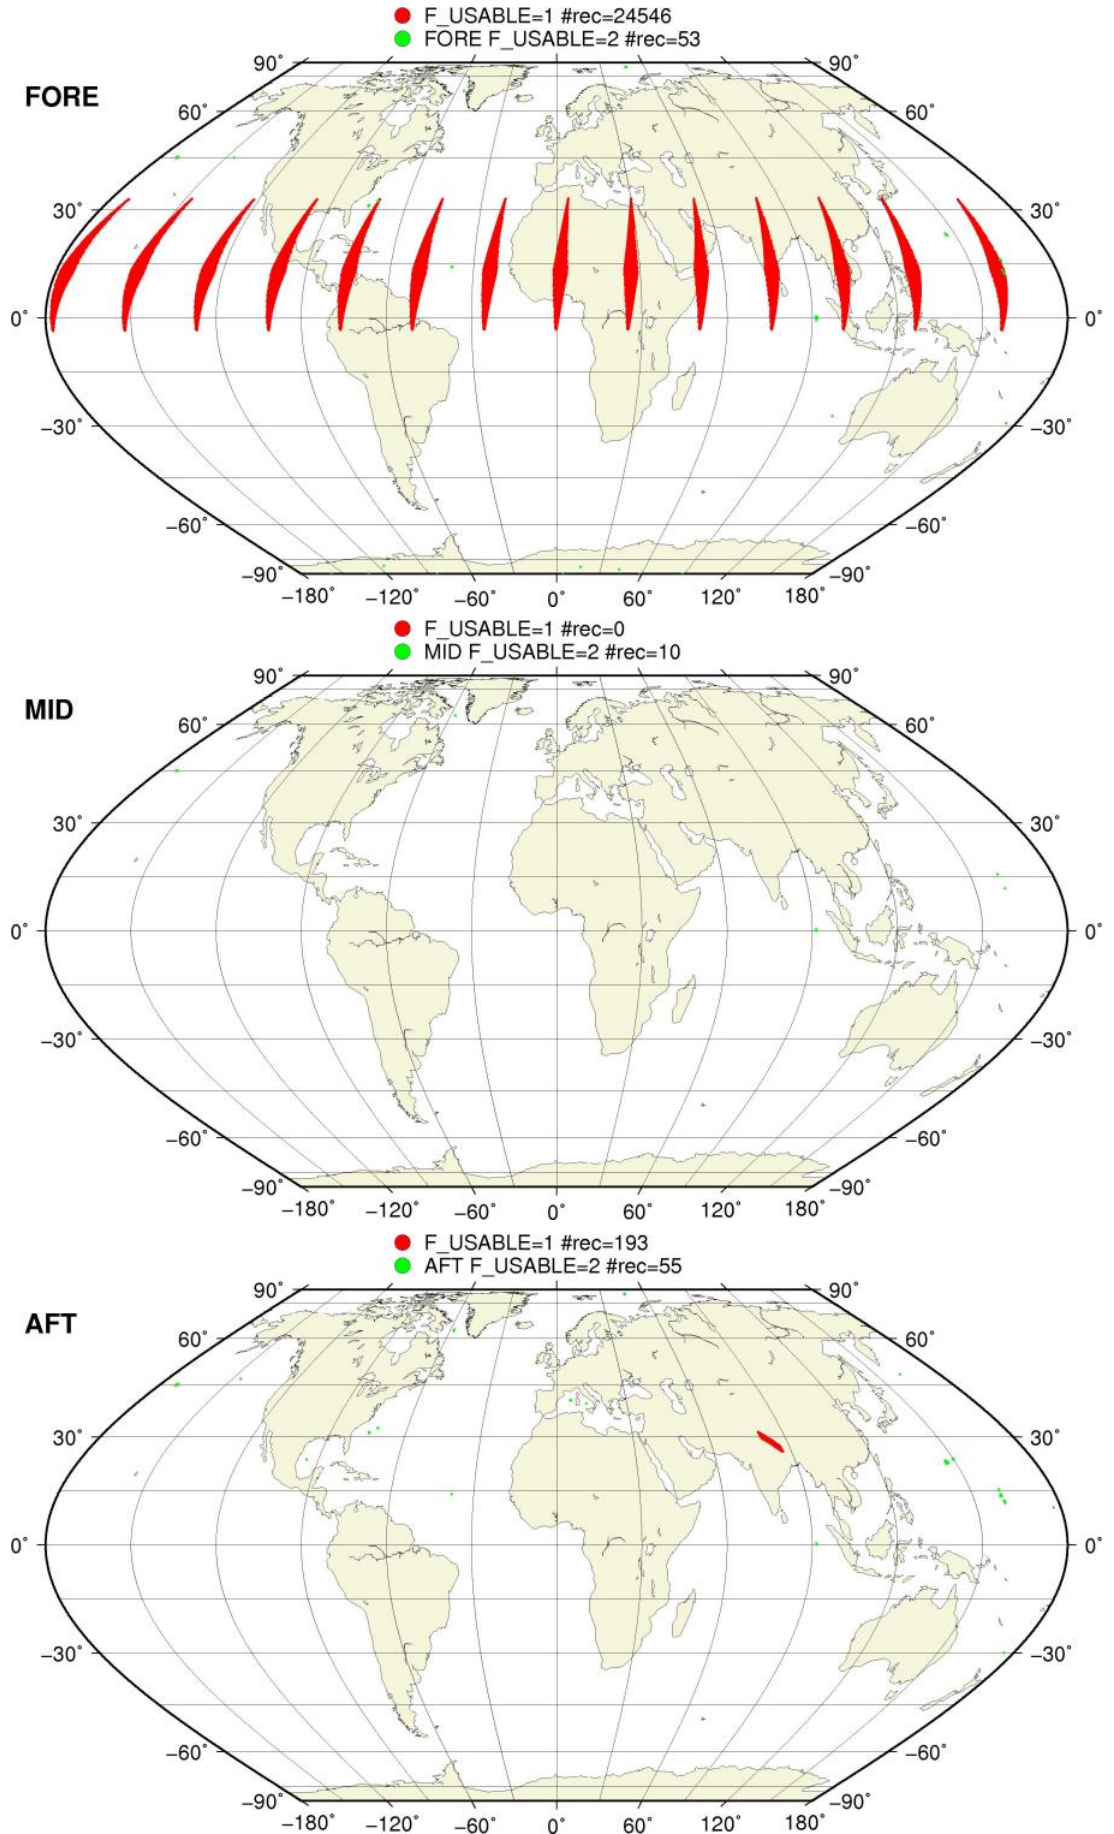 F_USABLE=1 #rec=24546
FORE F_USABLE=2 #rec=53
FORE
90° 90°
60° 60°
30° 30°
0° 0°
−30° −30°
−60° −60°
−90° −90°
−180° −120° −60° 0° 60° 120° 180°
F_USABLE=1 #rec=0
MID F_USABLE=2 #rec=10
MID
90° 90°
60° 60°
30° 30°
0° 0°
−30° −30°
−60° −60°
−90° −90°
−180° −120° −60° 0° 60° 120° 180°
F_USABLE=1 #rec=193
AFT F_USABLE=2 #rec=55
AFT
90° 90°
60° 60°
30° 30°
0° 0°
−30° −30°
−60° −60°
−90° −90°
−180° −120° −60° 0° 60° 120° 180°